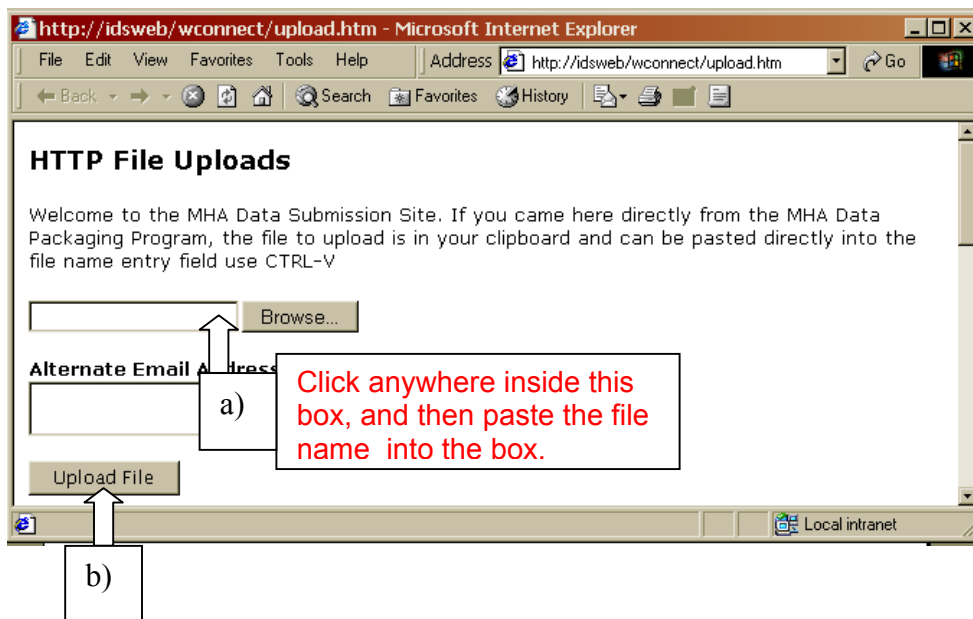 http://idsweb/wconnect/upload.htm - Microsoft Internet Explorer
File Edit View Favorites Tools Help Address http://idsweb/wconnect/upload.htm Go
Back Search Favorites History
HTTP File Uploads
Welcome to the MHA Data Submission Site. If you came here directly from the MHA Data
Packaging Program, the file to upload is in your clipboard and can be pasted directly into the
file name entry field use CTRL-V
Browse...
Alternate Email Address
a)
Click anywhere inside this
box, and then paste the file
name into the box.
Upload File
Local intranet
b)